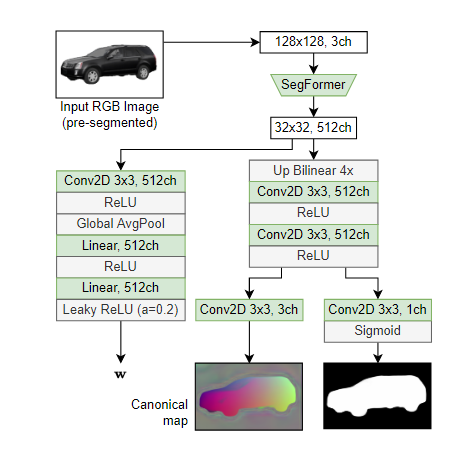 128x128, 3ch
SegFormer
Input RGB Image
(pre-segmented)
32x32, 512ch
Conv2D 3x3, 512ch
ReLU
Global AvgPool
Linear, 512ch
ReLU
Linear, 512ch
Leaky ReLU (a=0.2)
w
Up Bilinear 4x
Conv2D 3x3, 512ch
ReLU
Conv2D 3x3, 512ch
ReLU
Conv2D 3x3, 3ch
Conv2D 3x3, 1ch
Sigmoid
Canonical
map